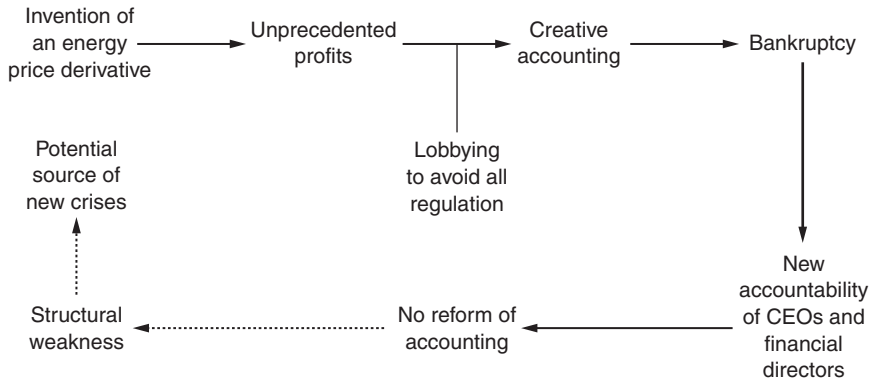 Invention of
an energy
price derivative
Unprecedented
profits
Creative
accounting
Bankruptcy
Lobbying
to avoid all
regulation
New
accountability
of CEOs and
financial
directors
No reform of
accounting
Structural
weakness
Potential
source of
new crises